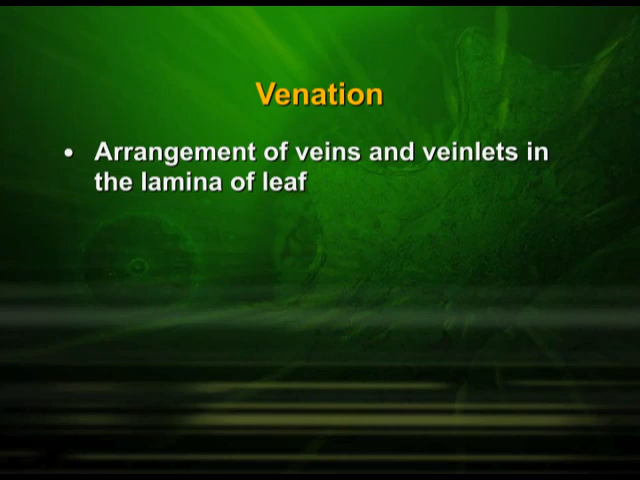 Venation
• Arrangement of veins and veinlets in
the lamina of leaf